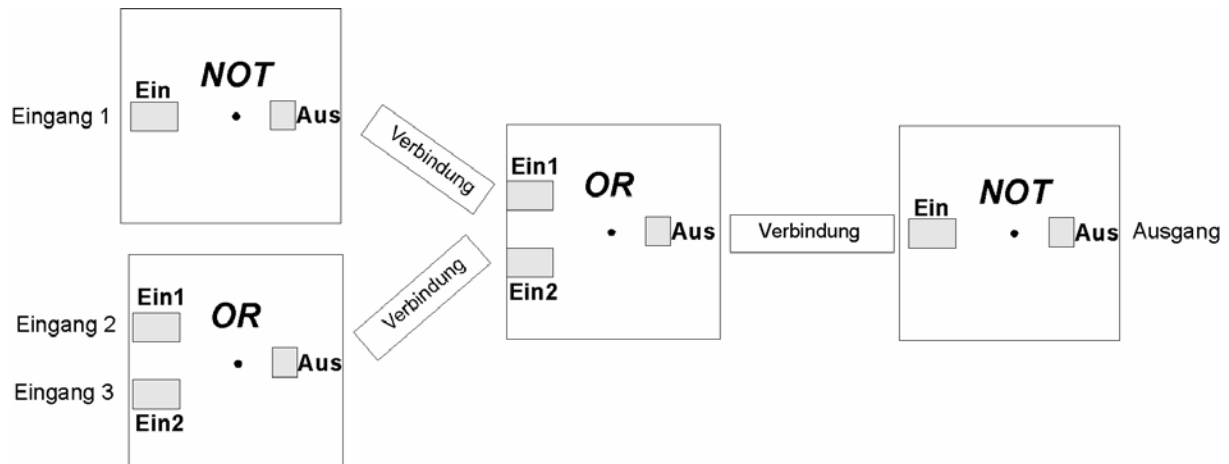 Eingang 1
Ein
NOT
Aus
Verbindung
Eingang 2
Eingang 3
Ein1
OR
Aus
Ein2
Verbindung
Ein1
OR
Aus
Ein2
Verbindung
Ein
NOT
Aus
Ausgang